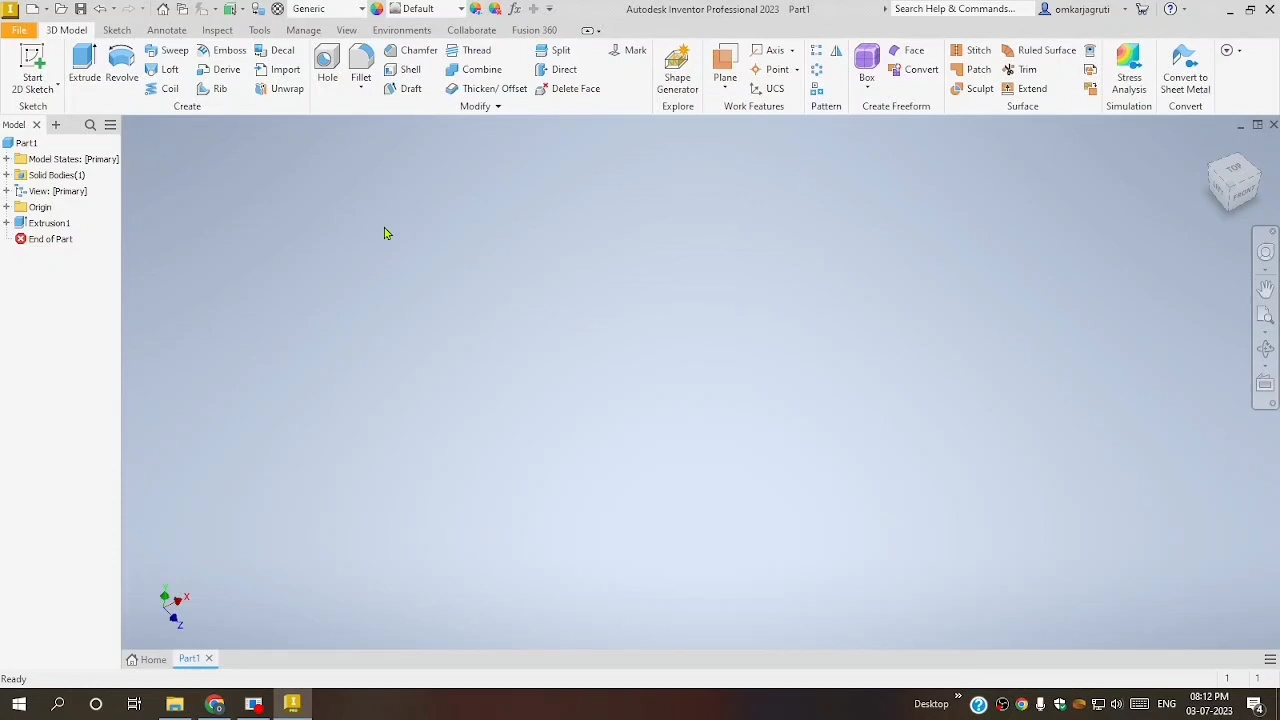 Generic
Default
Autodesk Inventor Professional 2023 Part1
Search Help & Commands...
omkarjagruti
File 3D Model Sketch Annotate Inspect Tools Manage View Environments Collaborate Fusion 360
Start
2D Sketch
Extrude
Revolve
Sweep
Emboss
Decal
Loft
Derive
Import
Coil
Rib
Unwrap
Hole
Fillet
Chamfer
Thread
Split
Mark
Shell
Combine
Direct
Draft
Thicken/ Offset
Delete Face
Shape
Generator
Plane
Axis
Point
UCS
Box
Face
Convert
Stitch
Ruled Surface
Patch
Trim
Sculpt
Extend
Stress
Analysis
Convert to
Sheet Metal
Sketch Create Modify Explore Work Features Pattern Create Freeform Surface Simulation Convert
Model
Part1
Model States: [Primary]
Solid Bodies(1)
View: [Primary]
Origin
Extrusion1
End of Part
TOP
FRONT
Y
X
Z
Home Part1
Ready
1 1
Desktop
ENG
08:12 PM
03-07-2023